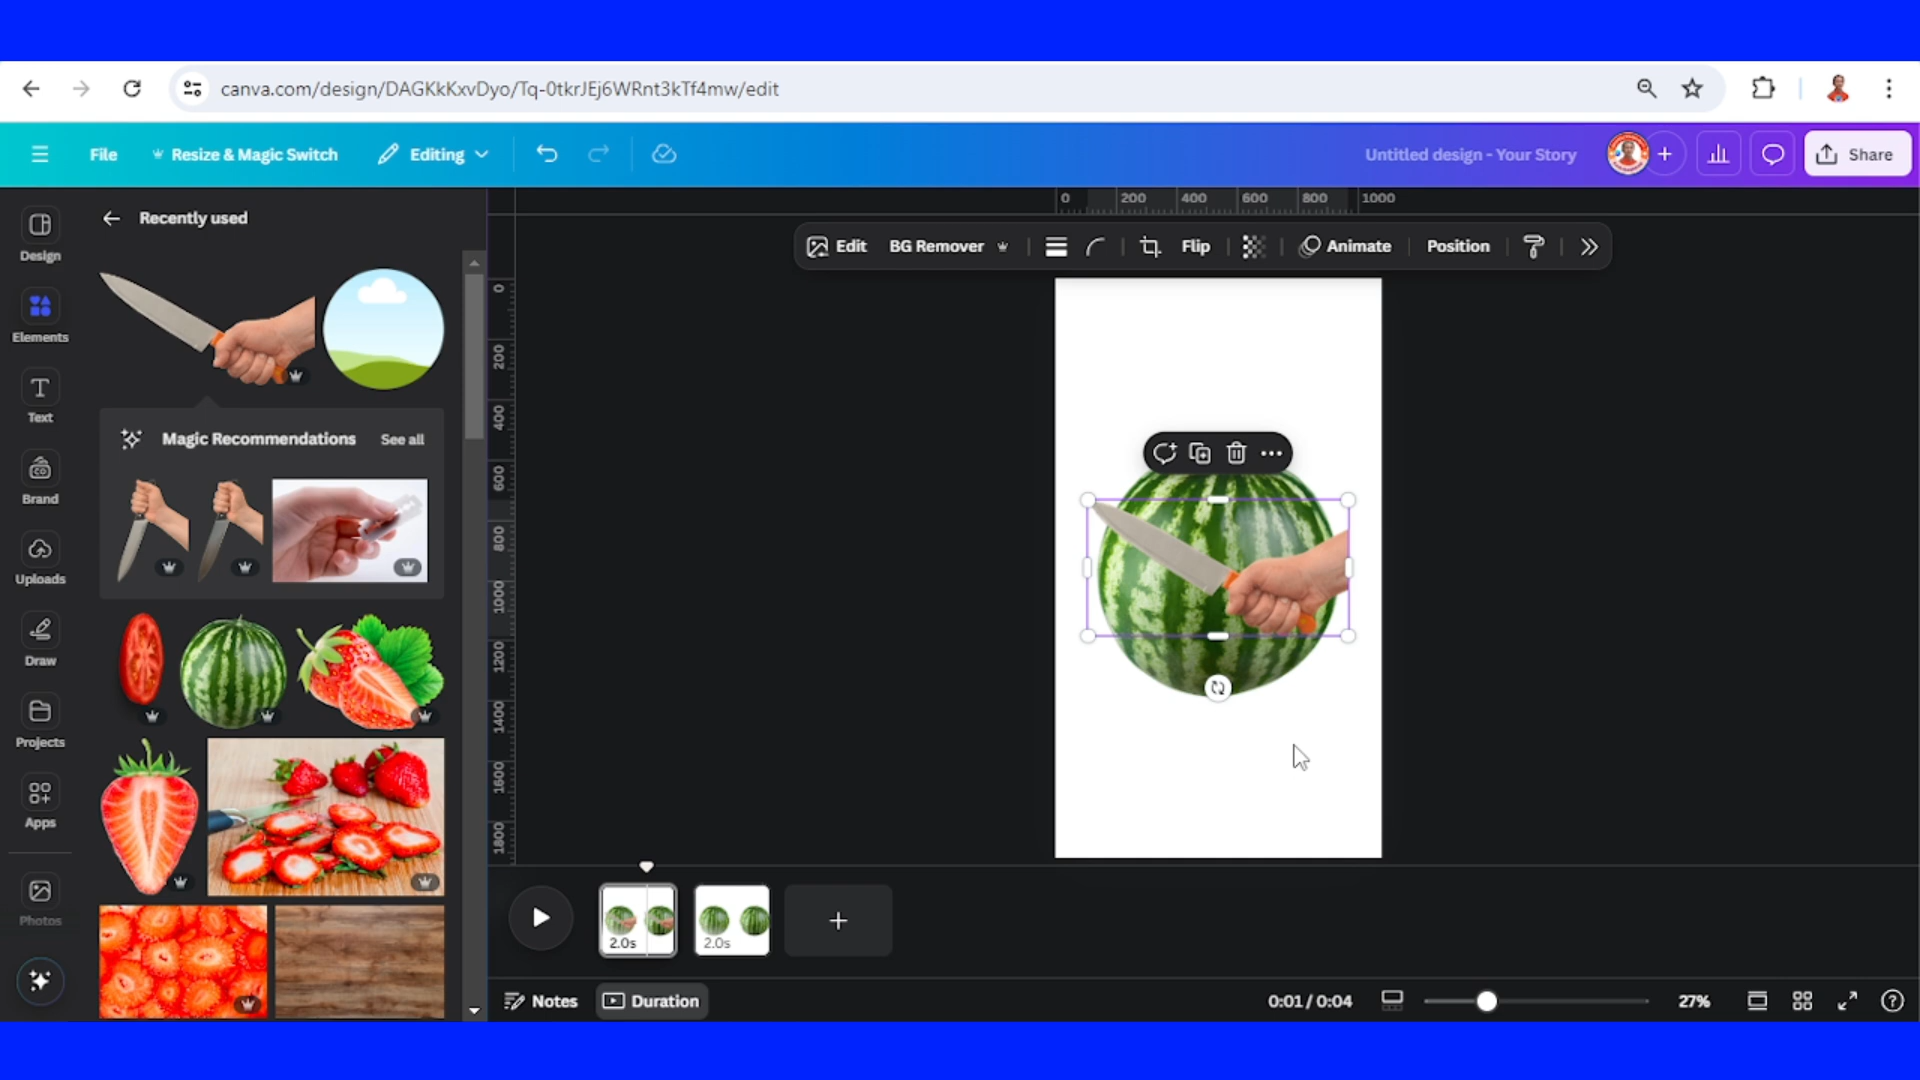 canva.com/design/DAGKkKxvDyo/Tq-0tkrJEj6WRnt3kTf4mw/edit
File
Resize & Magic Switch
Editing
Untitled design - Your Story
Share
Design
Elements
Text
Brand
Uploads
Draw
Projects
Apps
Photos
Recently used
Magic Recommendations
See all
0 200 400 600 800 1000
Edit
BG Remover
Flip
Animate
Position
0
200
400
600
800
1000
1200
1400
1600
1800
2.0s
2.0s
Notes
Duration
0:01 / 0:04
27%